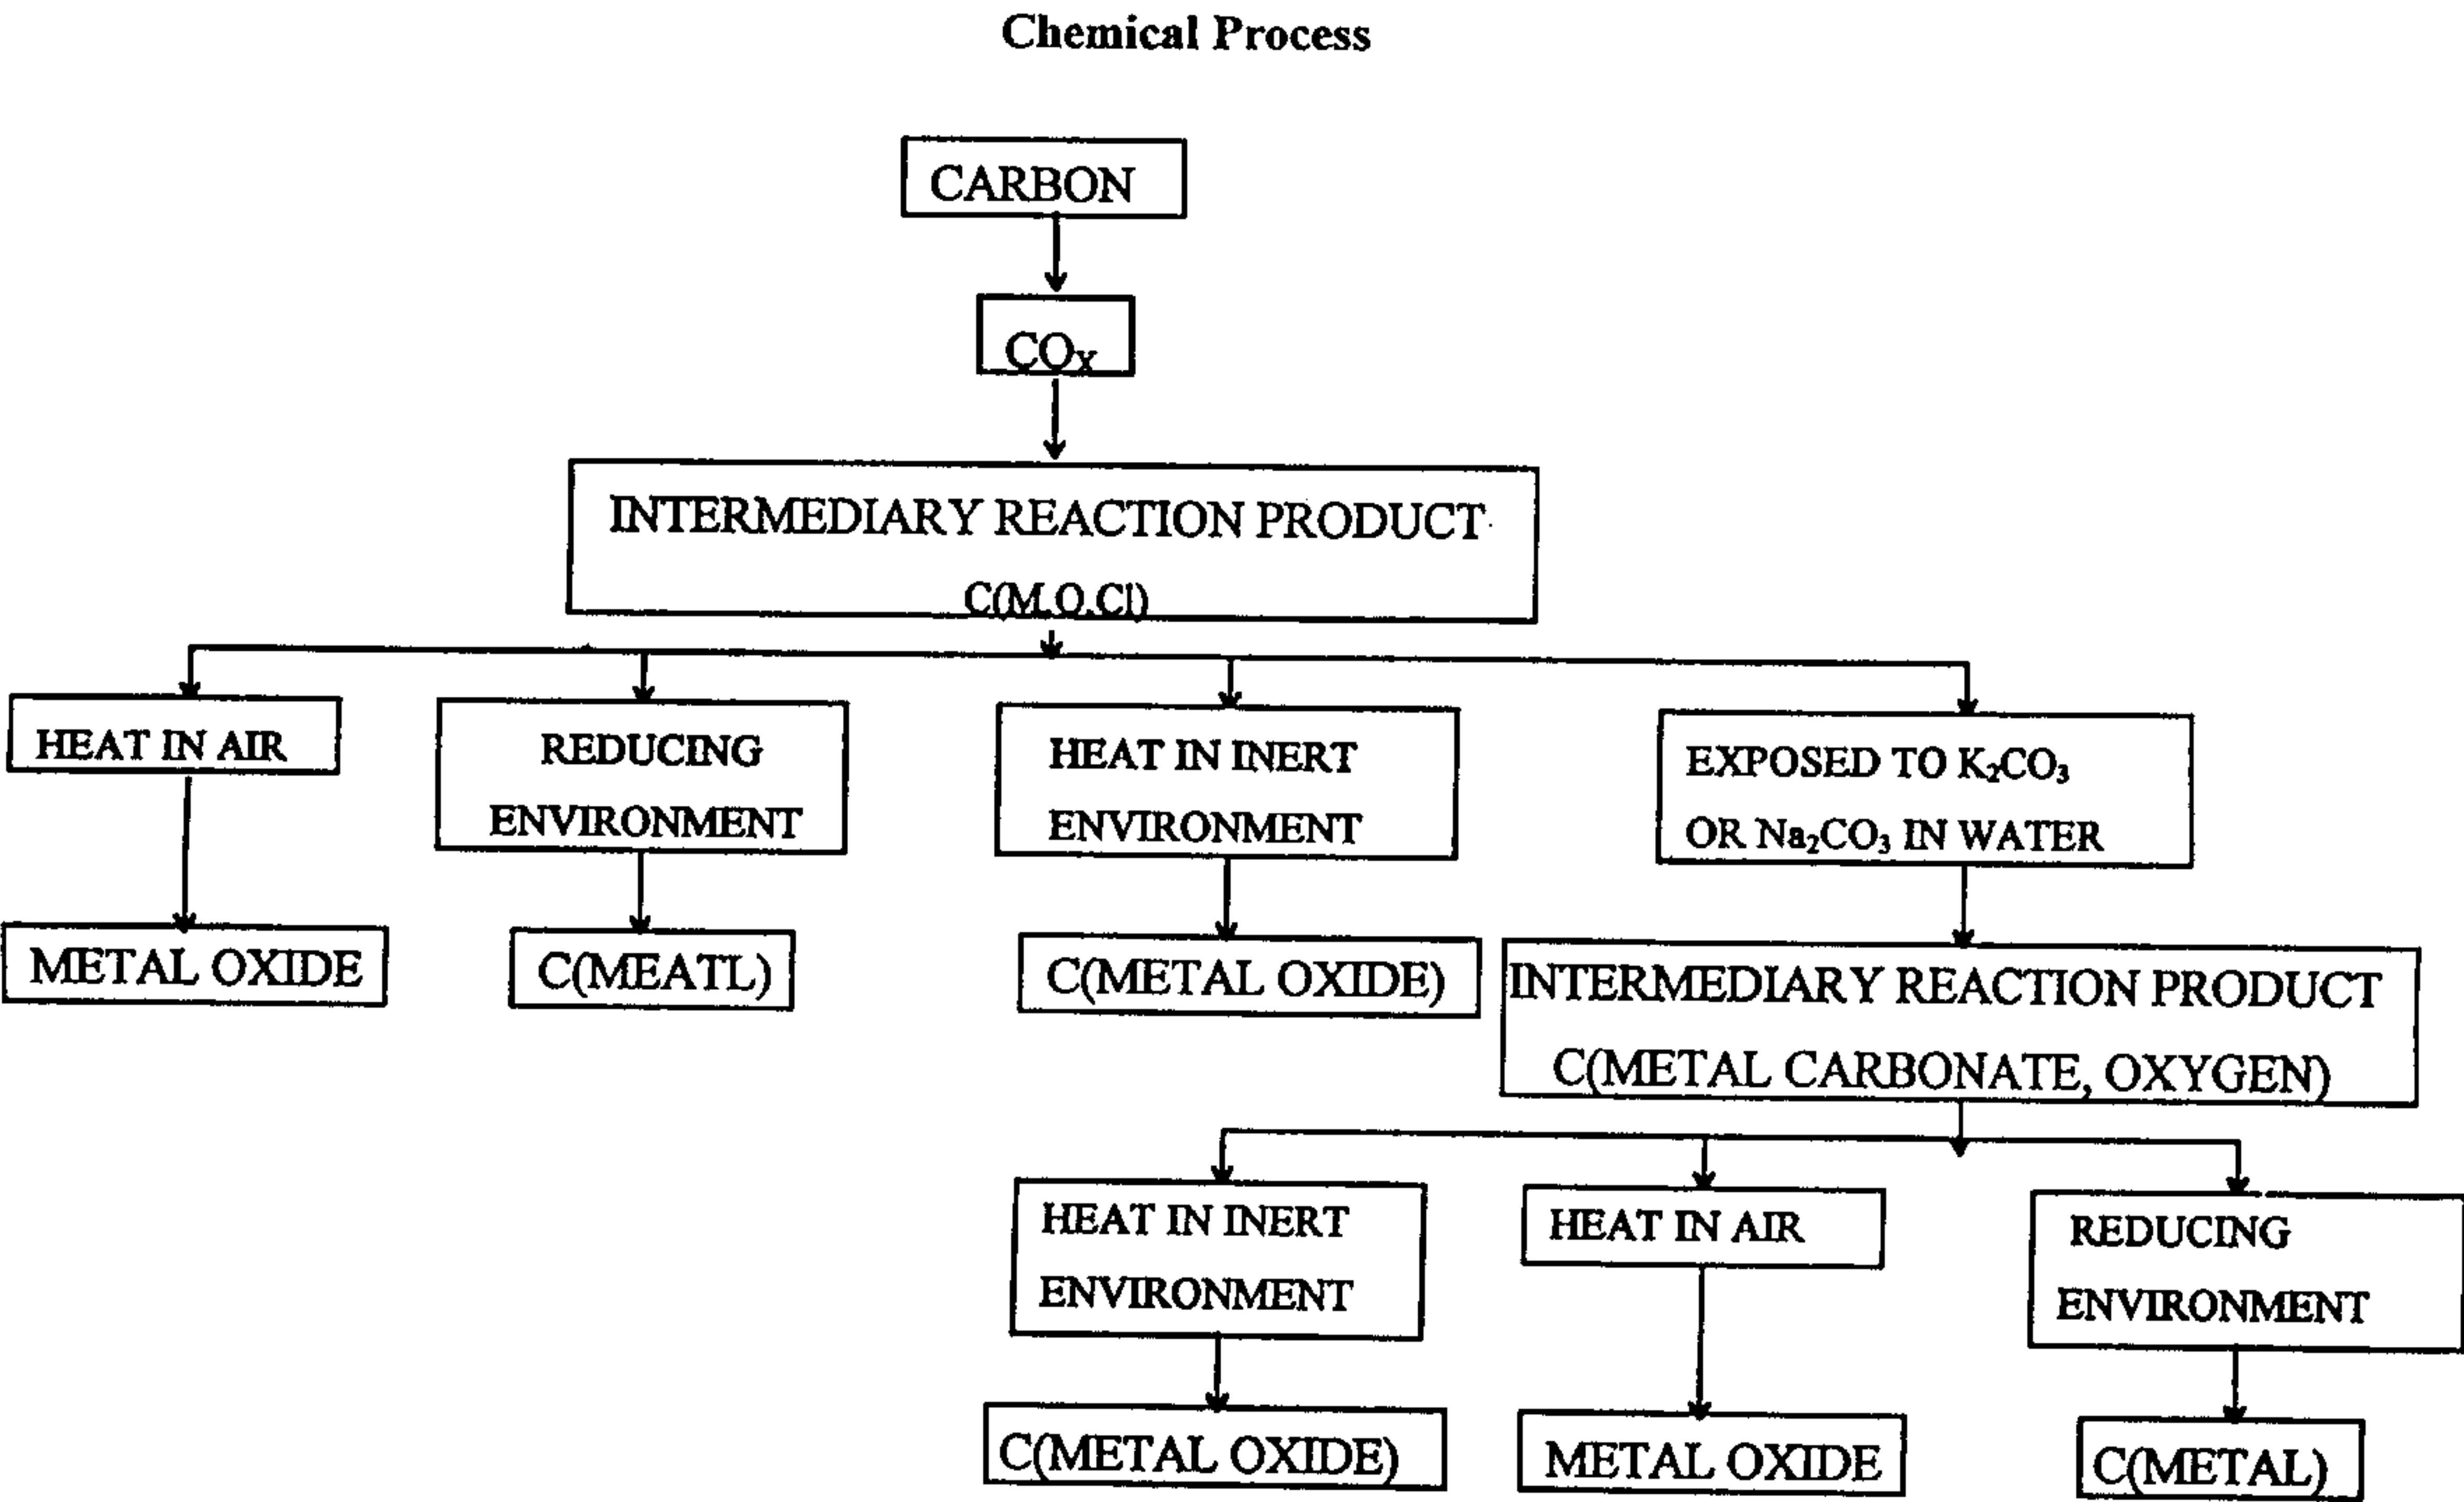 Chemical Process
CARBON
COX
INTERMEDIARY REACTION PRODUCT
C(M,O,Cl)
HEAT IN AIR
REDUCING
ENVIRONMENT
HEAT IN INERT
ENVIRONMENT
EXPOSED TO K₂CO₃
OR Na₂CO₃ IN WATER
METAL OXIDE
C(MEATL)
C(METAL OXIDE)
INTERMEDIARY REACTION PRODUCT
C(METAL CARBONATE, OXYGEN)
HEAT IN INERT
ENVIRONMENT
HEAT IN AIR
REDUCING
ENVIRONMENT
C(METAL OXIDE)
METAL OXIDE
C(METAL)